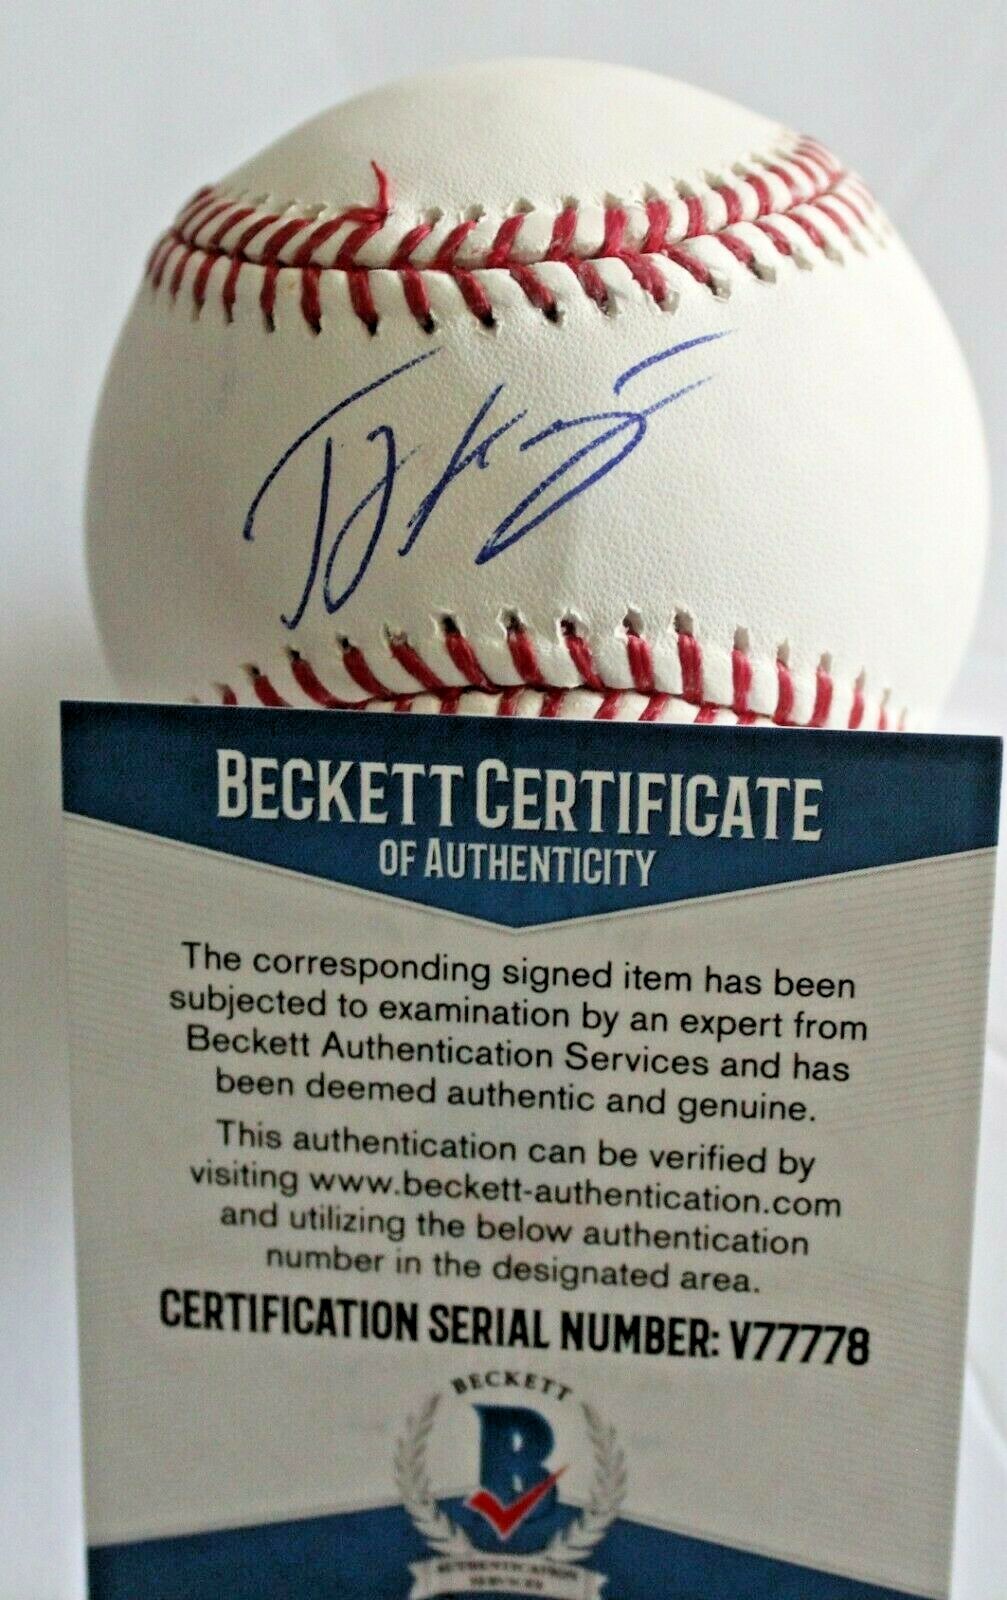 BECKETT CERTIFICATE
OF AUTHENTICITY
The corresponding signed item has been
subjected to examination by an expert from
Beckett Authentication Services and has
been deemed authentic and genuine.
This authentication can be verified by
visiting www.beckett-authentication.com
and utilizing the below authentication
number in the designated area.
CERTIFICATION SERIAL NUMBER: V77778
BECKETT
B
AUTHENTICATION
SERVICES